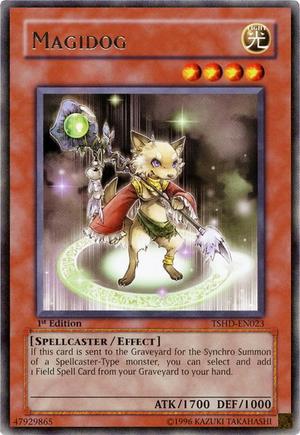 MAGIDOG
LIGHT
光
1st Edition
TSHD-EN023
[SPELLCASTER / EFFECT]
If this card is sent to the Graveyard for the Synchro Summon
of a Spellcaster-Type monster, you can select and add
1 Field Spell Card from your Graveyard to your hand.
ATK/1700 DEF/1000
47929865
©1996 KAZUKI TAKAHASHI